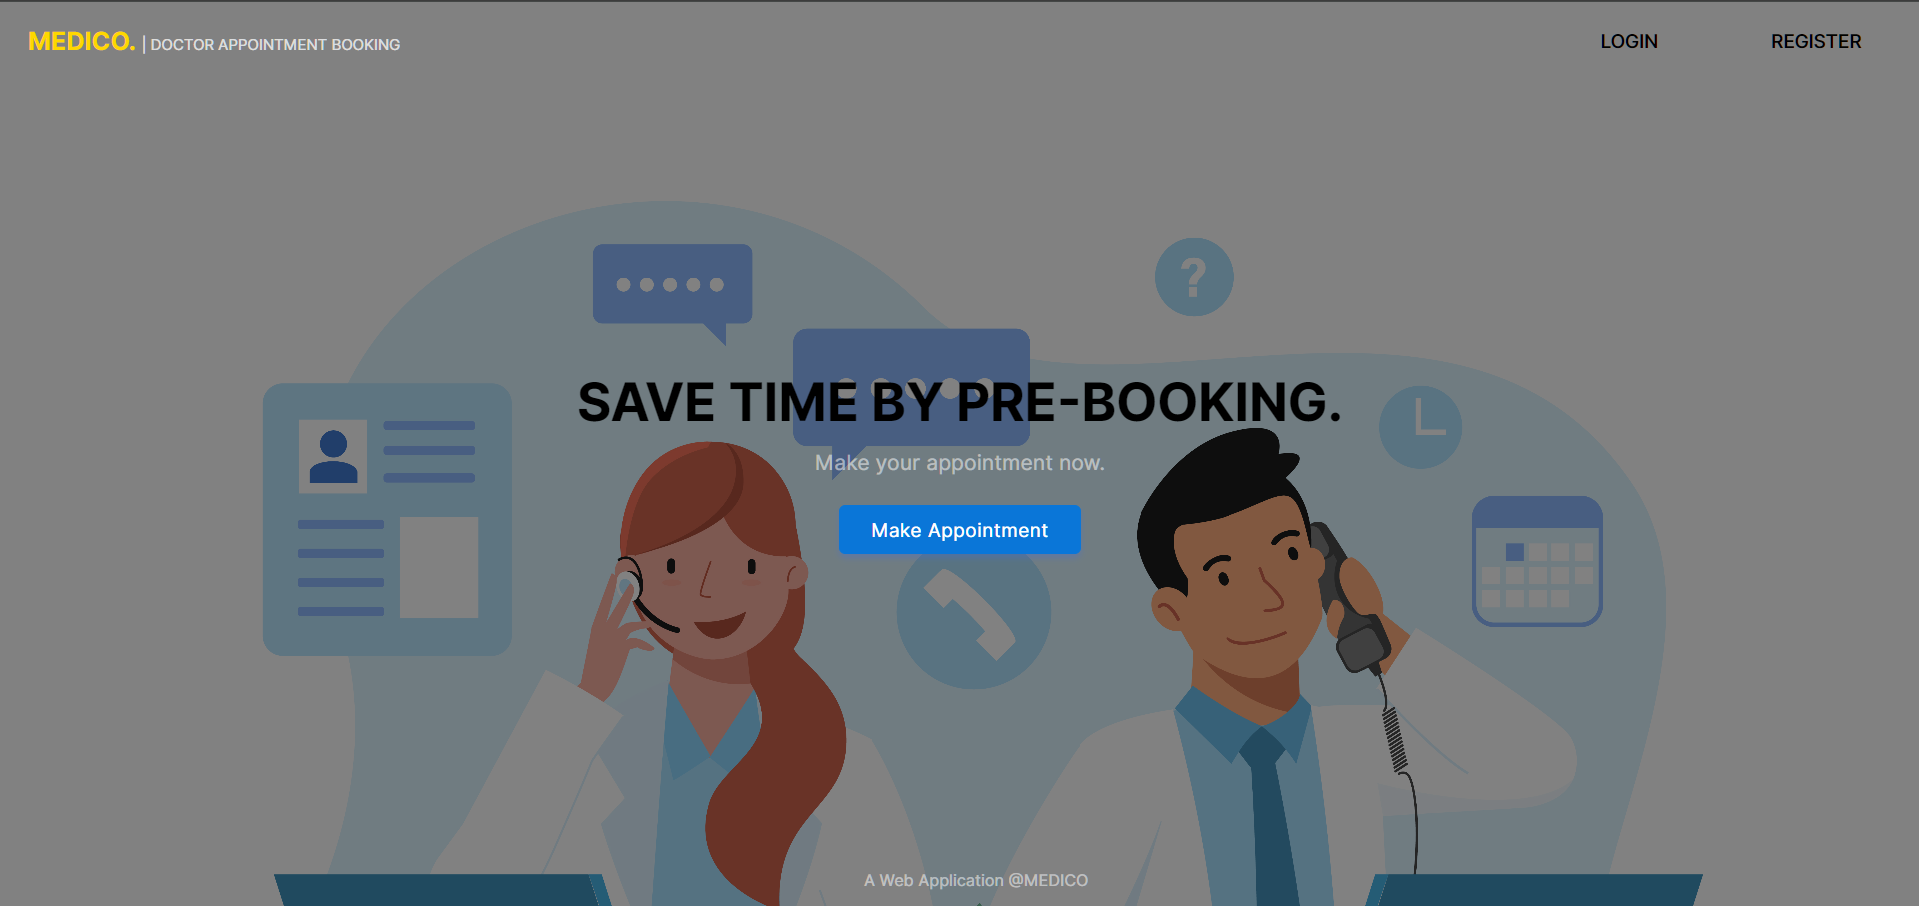 MEDICO. | DOCTOR APPOINTMENT BOOKING
LOGIN
REGISTER
?
SAVE TIME BY PRE-BOOKING.
Make your appointment now.
Make Appointment
A Web Application @MEDICO